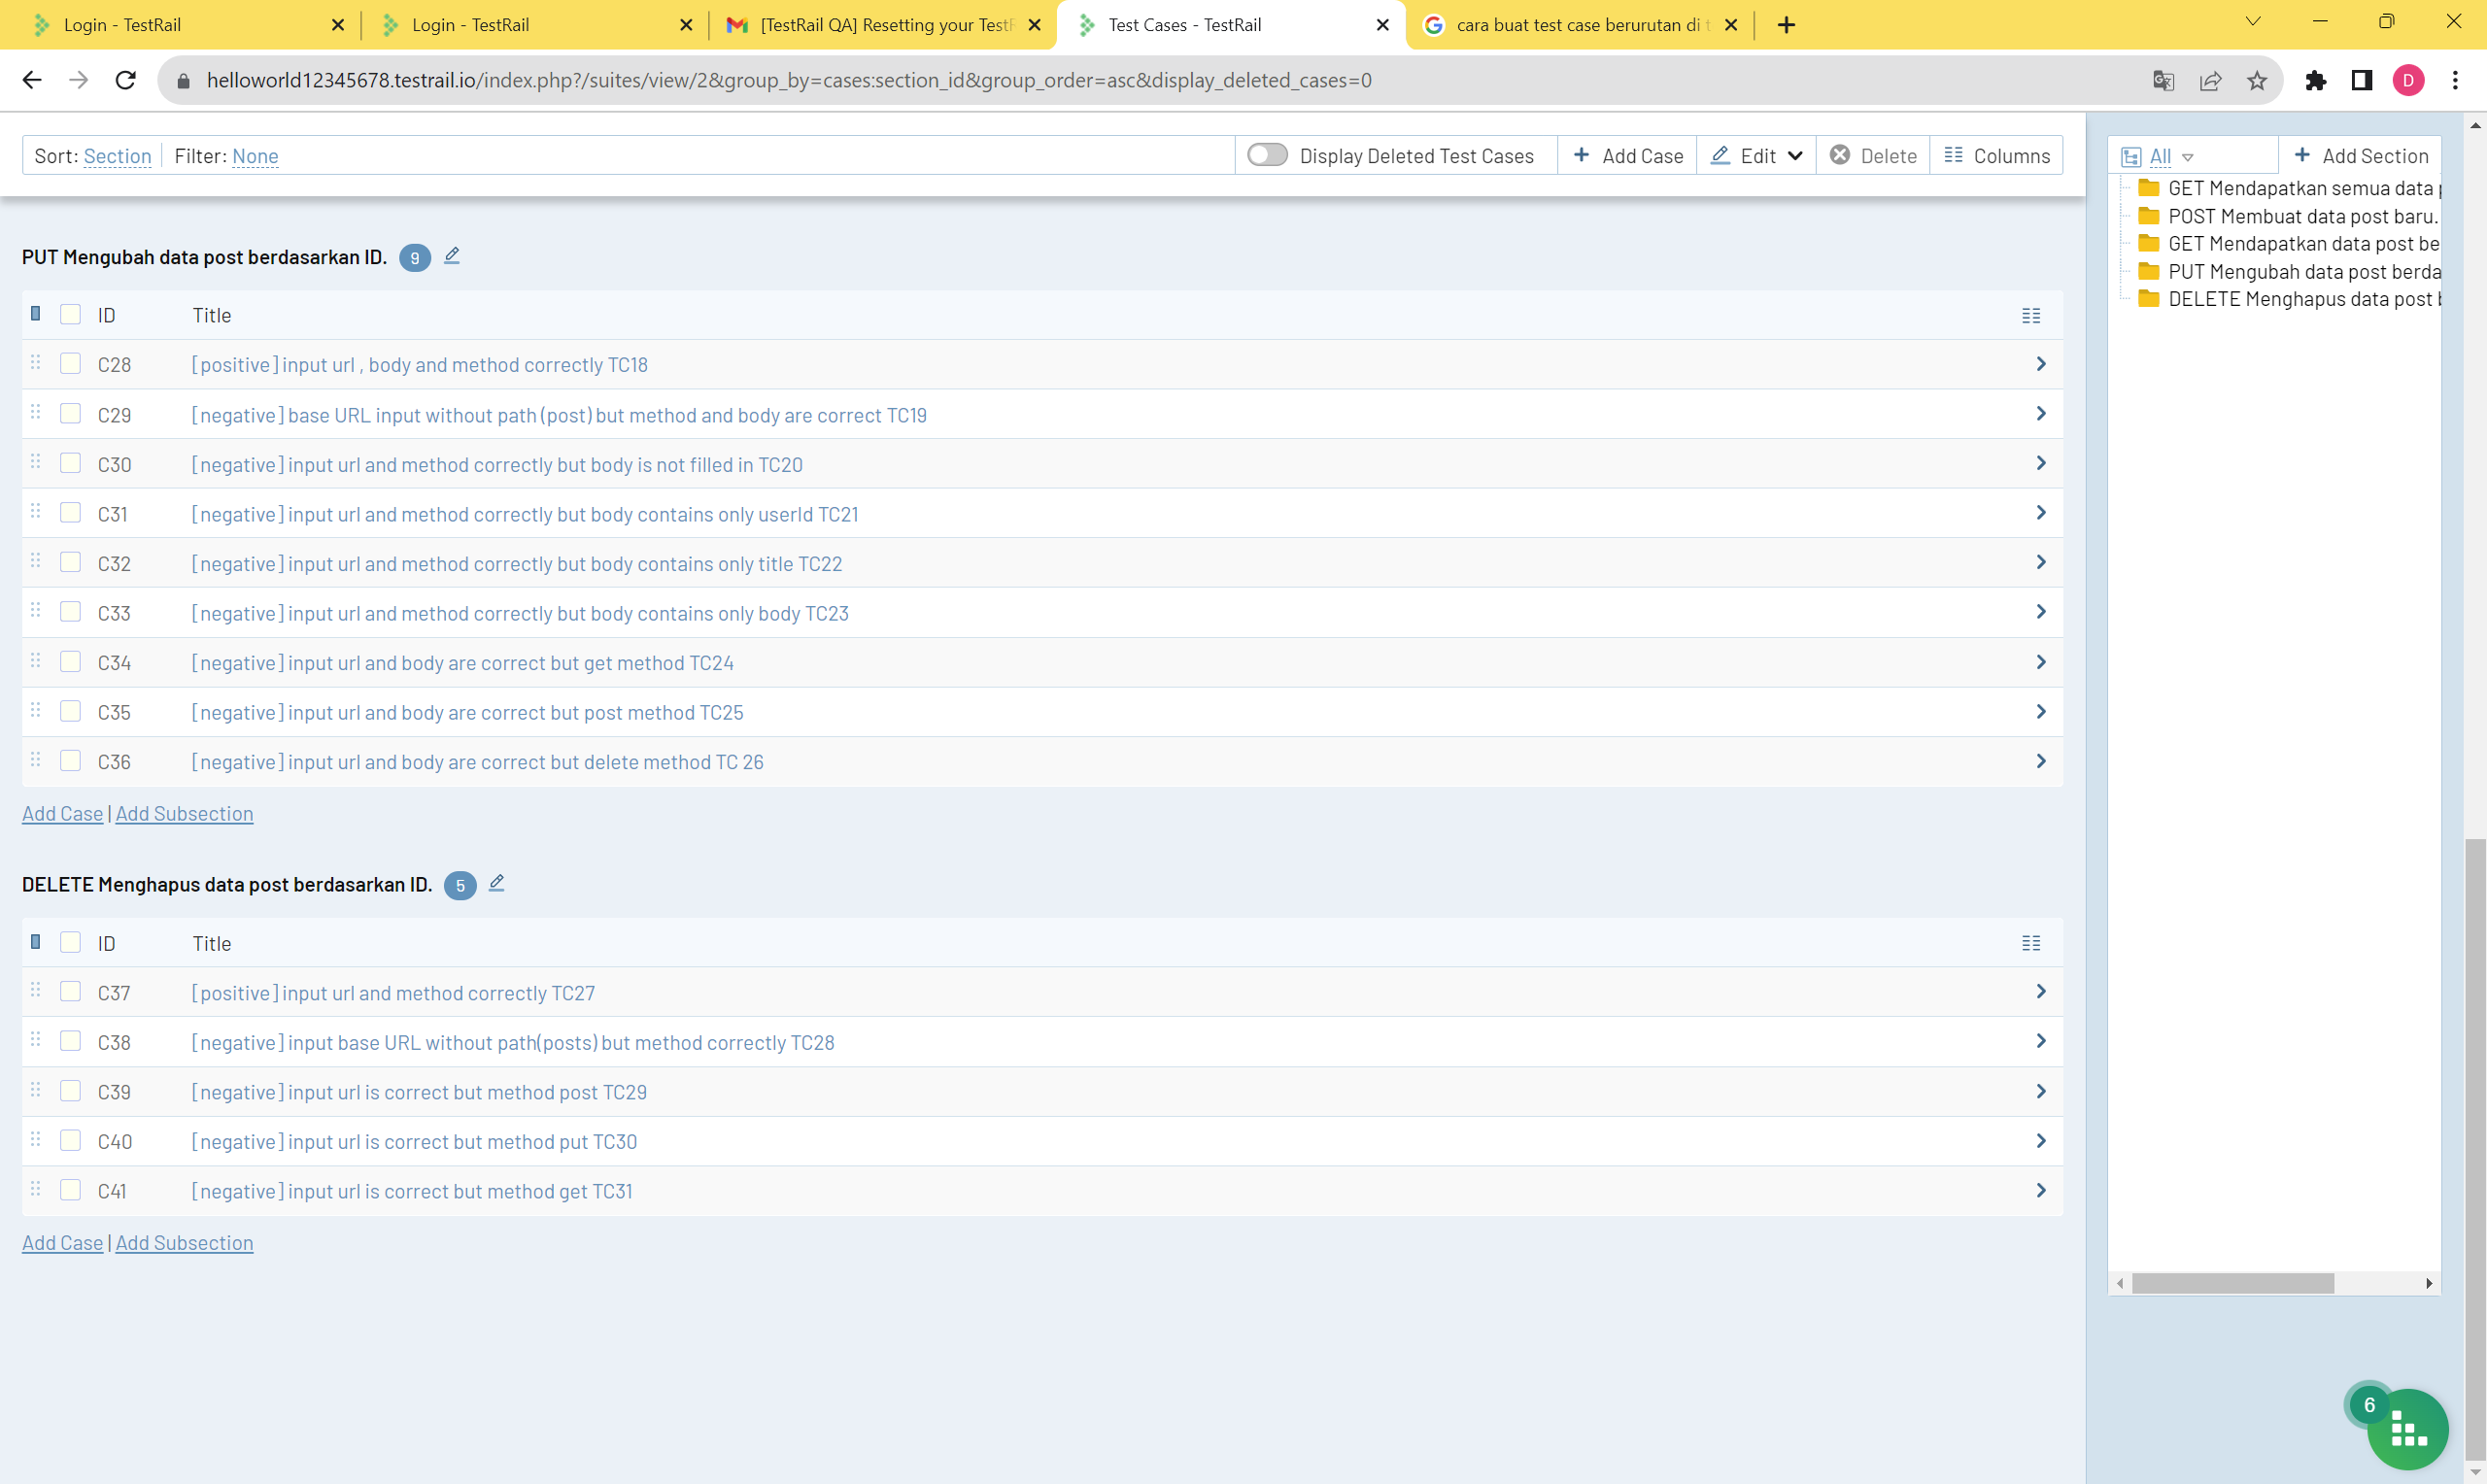 Login - TestRail
Login - TestRail
[TestRail QA] Resetting your TestR
Test Cases - TestRail
cara buat test case berurutan di t
helloworld12345678.testrail.io/index.php?/suites/view/2&group_by=cases:section_id&group_order=asc&display_deleted_cases=0
D
Sort: Section Filter: None
Display Deleted Test Cases
Add Case
Edit
Delete
Columns
All
Add Section
GET Mendapatkan semua data p
POST Membuat data post baru.
GET Mendapatkan data post be
PUT Mengubah data post berda
DELETE Menghapus data post b
PUT Mengubah data post berdasarkan ID. 9
ID Title
C28 [positive] input url , body and method correctly TC18
C29 [negative] base URL input without path (post) but method and body are correct TC19
C30 [negative] input url and method correctly but body is not filled in TC20
C31 [negative] input url and method correctly but body contains only userId TC21
C32 [negative] input url and method correctly but body contains only title TC22
C33 [negative] input url and method correctly but body contains only body TC23
C34 [negative] input url and body are correct but get method TC24
C35 [negative] input url and body are correct but post method TC25
C36 [negative] input url and body are correct but delete method TC 26
Add Case | Add Subsection
DELETE Menghapus data post berdasarkan ID. 5
ID Title
C37 [positive] input url and method correctly TC27
C38 [negative] input base URL without path(posts) but method correctly TC28
C39 [negative] input url is correct but method post TC29
C40 [negative] input url is correct but method put TC30
C41 [negative] input url is correct but method get TC31
Add Case | Add Subsection
6